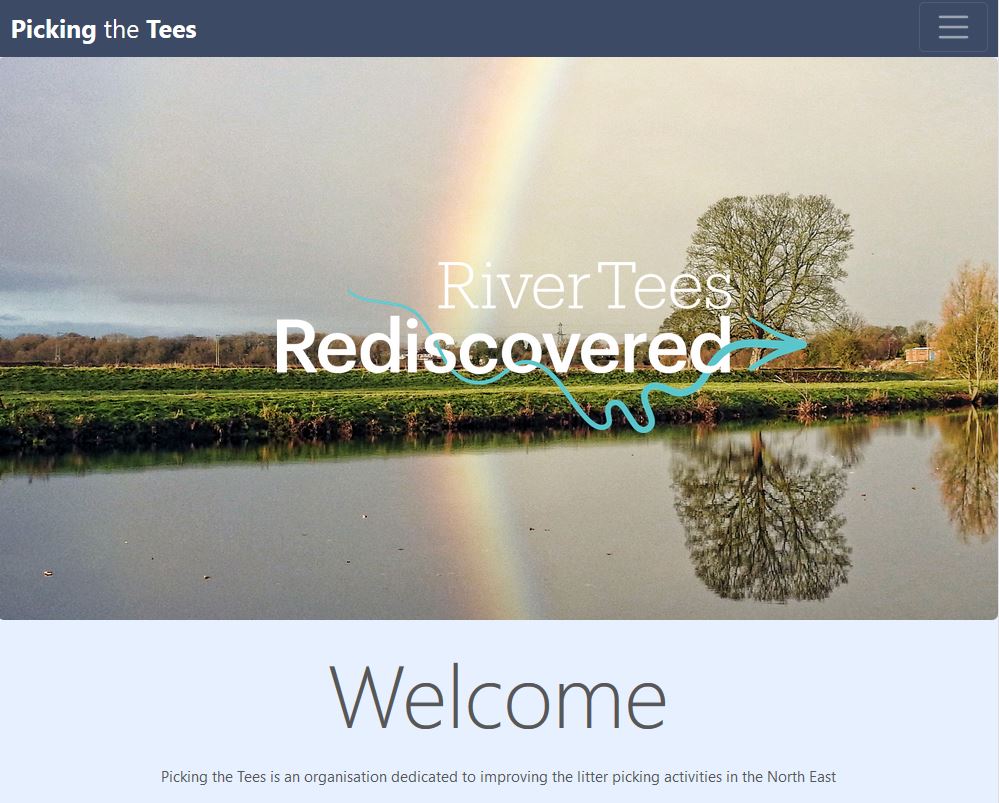 Picking the Tees
River Tees
Rediscovered
Welcome
Picking the Tees is an organisation dedicated to improving the litter picking activities in the North East